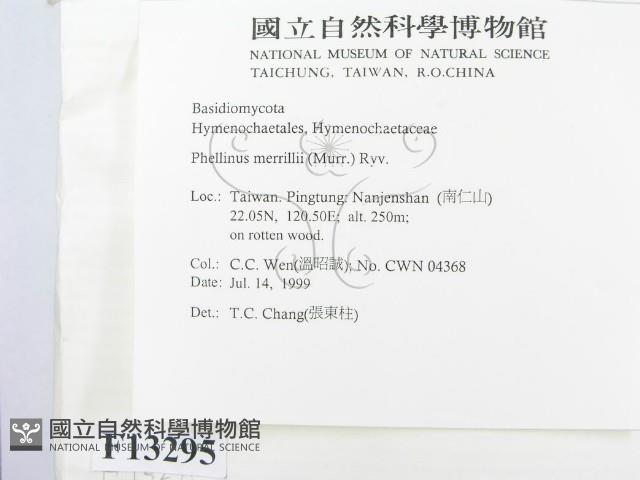 國立自然科學博物館
NATIONAL MUSEUM OF NATURAL SCIENCE
TAICHUNG, TAIWAN, R.O.CHINA
Basidiomycota
Hymenochaetales, Hymenochaetaceae
Phellinus merrillii (Murr.) Ryv.
Loc.: Taiwan. Pingtung: Nanjenshan (南仁山)
22.05N, 120.50E; alt. 250m;
on rotten wood.
Col.: C.C. Wen(溫昭誠); No. CWN 04368
Date: Jul. 14, 1999
Det.: T.C. Chang(張東柱)
國立自然科學博物館
NATIONAL MUSEUM OF NATURAL SCIENCE
F13295